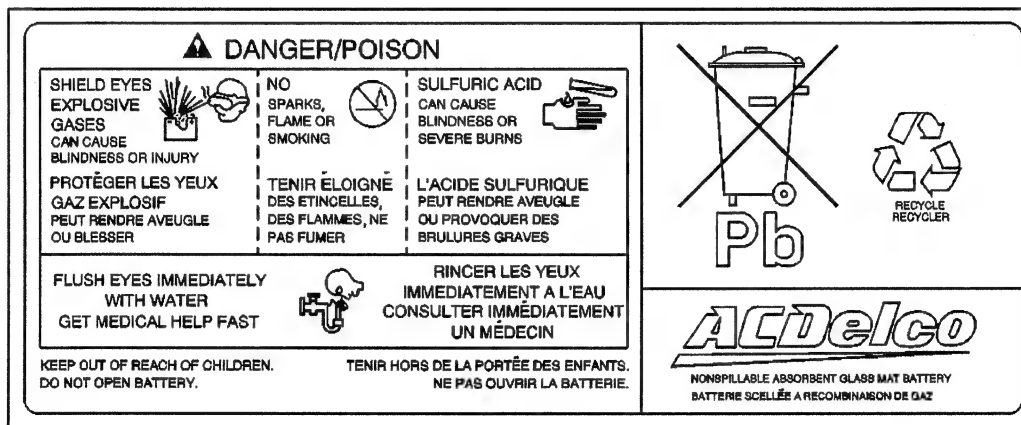 DANGER/POISON
SHIELD EYES
EXPLOSIVE
GASES
CAN CAUSE
BLINDNESS OR INJURY
PROTÉGER LES YEUX
GAZ EXPLOSIF
PEUT RENDRE AVEUGLE
OU BLESSER
NO
SPARKS,
FLAME OR
SMOKING
TENIR ÉLOIGNÉ
DES ETINCELLES,
DES FLAMMES, NE
PAS FUMER
SULFURIC ACID
CAN CAUSE
BLINDNESS OR
SEVERE BURNS
L'ACIDE SULFURIQUE
PEUT RENDRE AVEUGLE
OU PROVOQUER DES
BRULURES GRAVES
FLUSH EYES IMMEDIATELY
WITH WATER
GET MEDICAL HELP FAST
RINCER LES YEUX
IMMEDIATEMENT A L'EAU
CONSULTER IMMÉDIATEMENT
UN MÉDECIN
KEEP OUT OF REACH OF CHILDREN.
DO NOT OPEN BATTERY.
TENIR HORS DE LA PORTÉE DES ENFANTS.
NE PAS OUVRIR LA BATTERIE.
Pb
RECYCLE
RECYCLER
ACDelco
NONSPILLABLE ABSORBENT GLASS MAT BATTERY
BATTERIE SCELLÉE A RECOMBINAISON DE GAZ